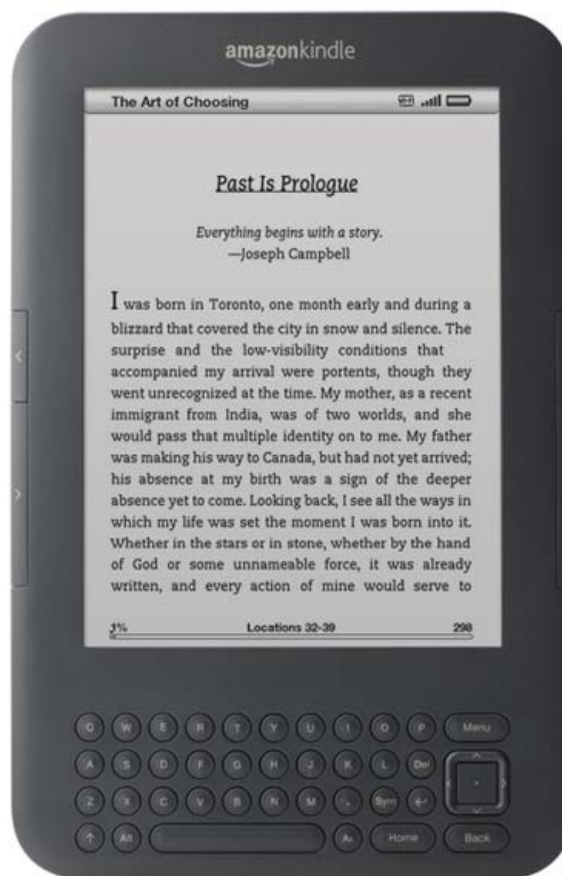 amazonkindle
The Art of Choosing
Past Is Prologue
Everything begins with a story.
—Joseph Campbell
I was born in Toronto, one month early and during a
blizzard that covered the city in snow and silence. The
surprise and the low-visibility conditions that
accompanied my arrival were portents, though they
went unrecognized at the time. My mother, as a recent
immigrant from India, was of two worlds, and she
would pass that multiple identity on to me. My father
was making his way to Canada, but had not yet arrived;
his absence at my birth was a sign of the deeper
absence yet to come. Looking back, I see all the ways in
which my life was set the moment I was born into it.
Whether in the stars or in stone, whether by the hand
of God or some unnameable force, it was already
written, and every action of mine would serve to
1% Locations 32-39 298
Q W E R T Y U I O P Menu
A S D F G H J K L Del
Z X C V B N M . Sym
Alt Aa Home Back